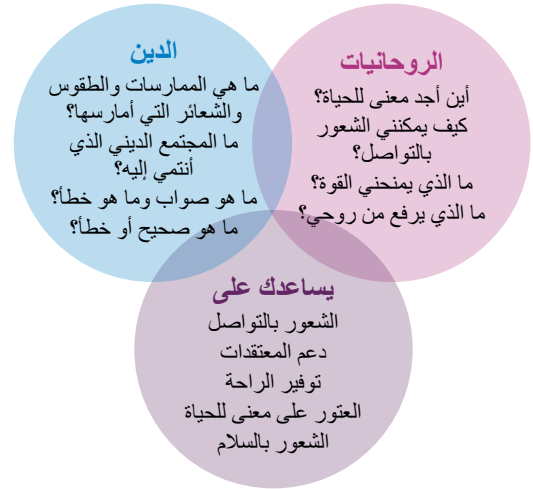 الروحانيات
أين أجد معنى للحياة؟
كيف يمكنني الشعور
بالتواصل؟
ما الذي يمنحني القوة؟
ما الذي يرفع من روحي؟
الدين
ما هي الممارسات والطقوس
والشعائر التي أمارسها؟
ما المجتمع الديني الذي
أنتمي إليه؟
ما هو صواب وما هو خطأ؟
ما هو صحيح أو خطأ؟
يساعدك على
الشعور بالتواصل
دعم المعتقدات
توفير الراحة
العتور على معنى للحياة
الشعور بالسلام